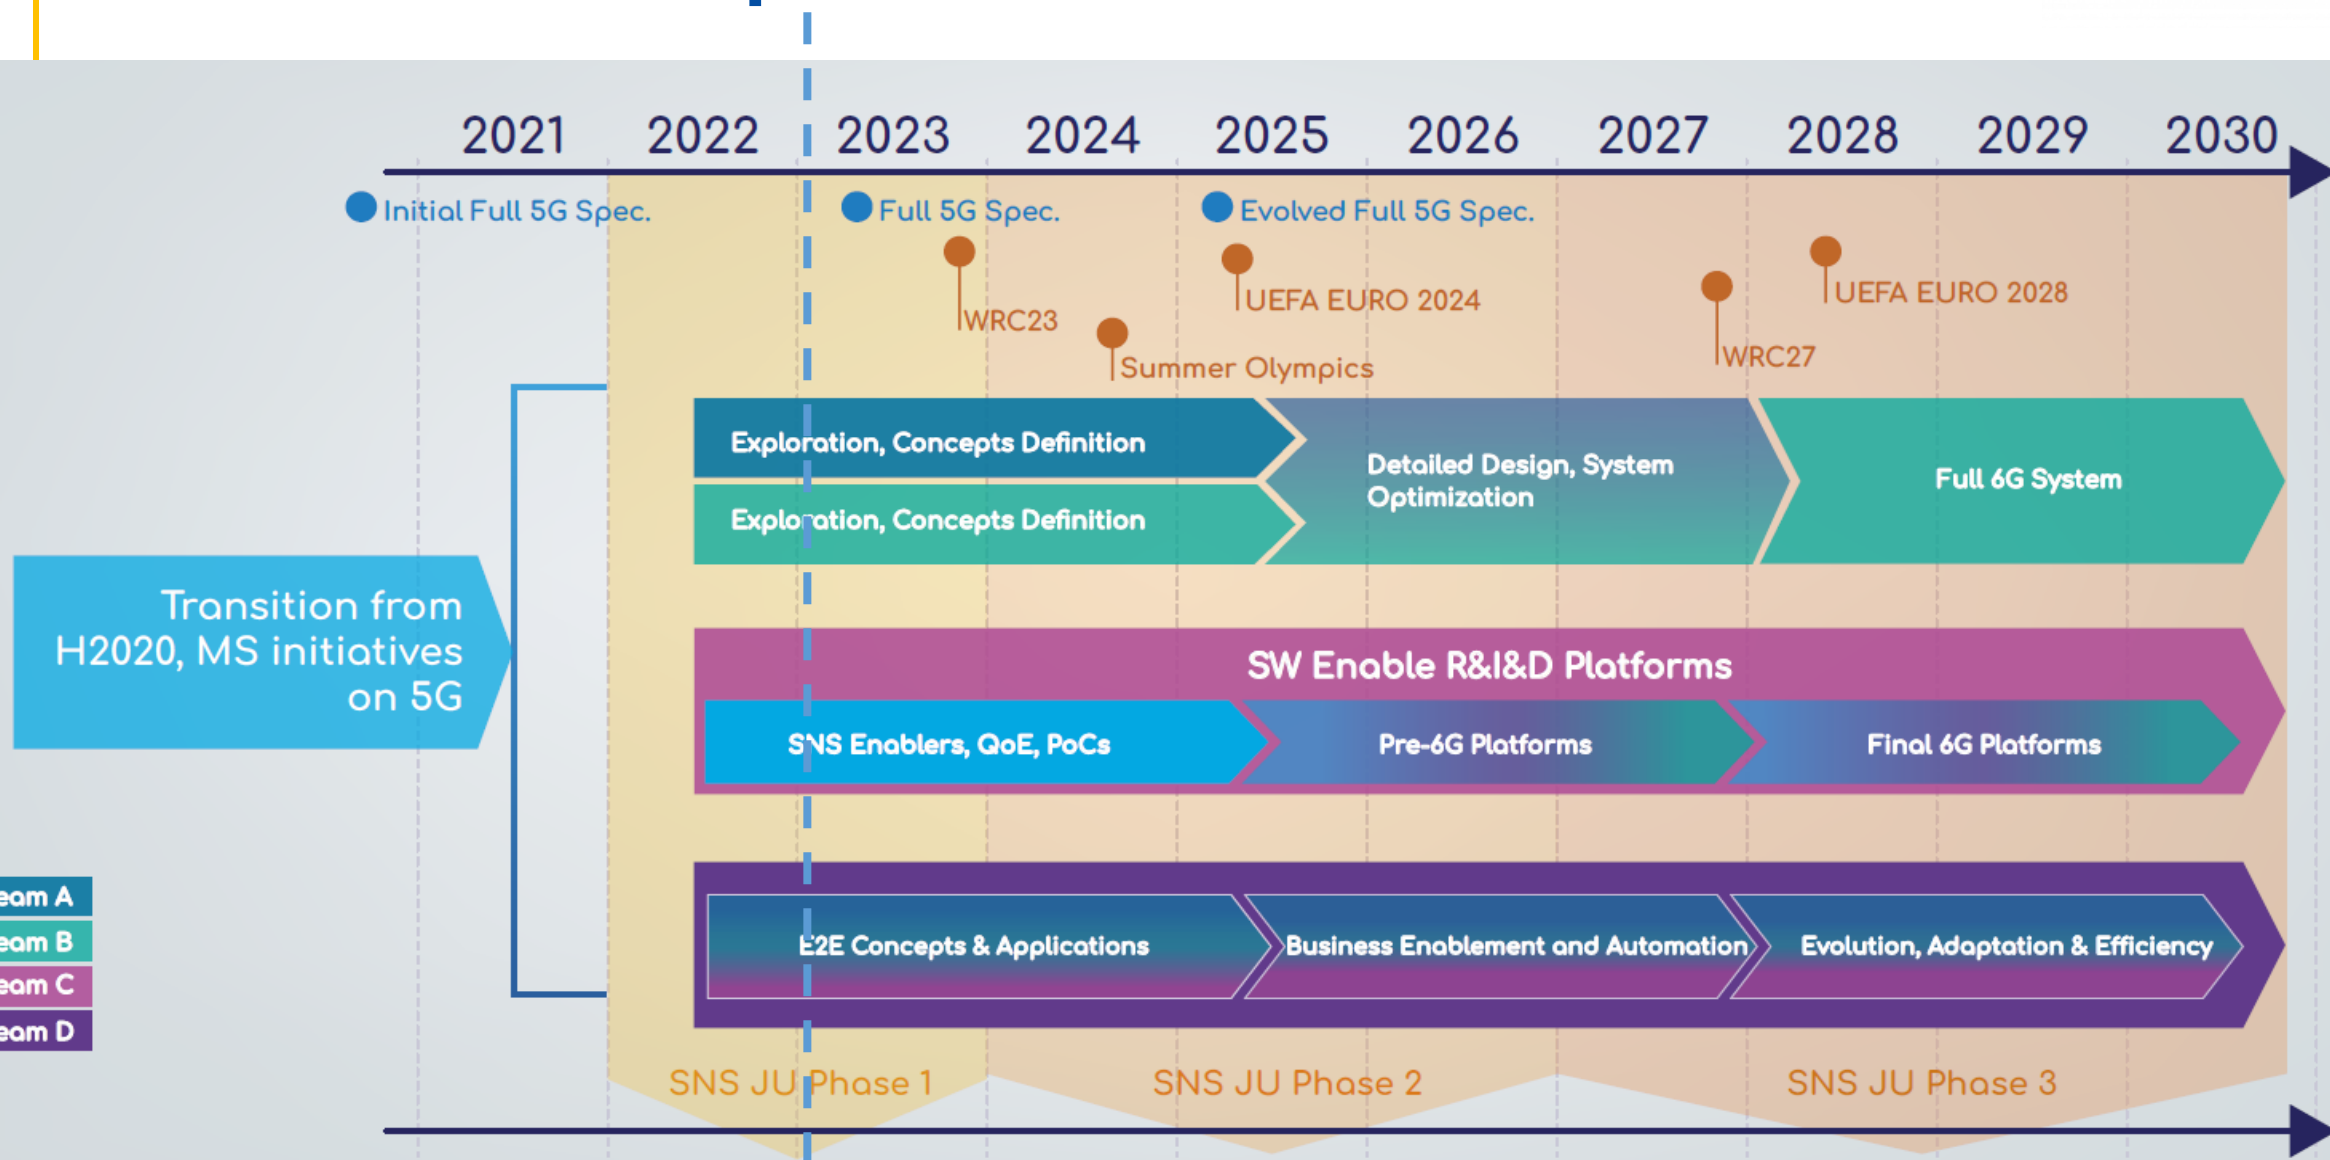 2021 2022 2023 2024 2025 2026 2027 2028 2029 2030
Initial Full 5G Spec.
Full 5G Spec.
Evolved Full 5G Spec.
WRC23
UEFA EURO 2024
UEFA EURO 2028
Summer Olympics
WRC27
Exploration, Concepts Definition
Exploration, Concepts Definition
Detailed Design, System
Optimization
Full 6G System
Transition from
H2020, MS initiatives
on 5G
SW Enable R&I&D Platforms
SNS Enablers, QoE, PoCs
Pre-6G Platforms
Final 6G Platforms
eam A
eam B
eam C
eam D
E2E Concepts & Applications
Business Enablement and Automation
Evolution, Adaptation & Efficiency
SNS JU Phase 1
SNS JU Phase 2
SNS JU Phase 3